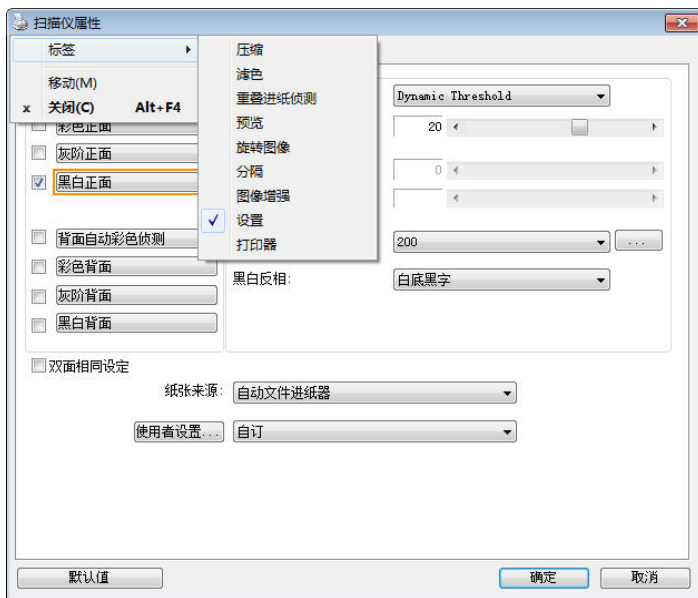 扫描仪属性
标签
移动(M)
x 关闭(C) Alt+F4
压缩
滤色
重叠进纸侦测
预览
旋转图像
分隔
图像增强
设置
打印器
彩色正面
灰阶正面
黑白正面
背面自动彩色侦测
彩色背面
灰阶背面
黑白背面
Dynamic Threshold
20
0
200
...
黑白反相:
白底黑字
双面相同设定
纸张来源:
自动文件进纸器
使用者设置...
自订
默认值
确定
取消